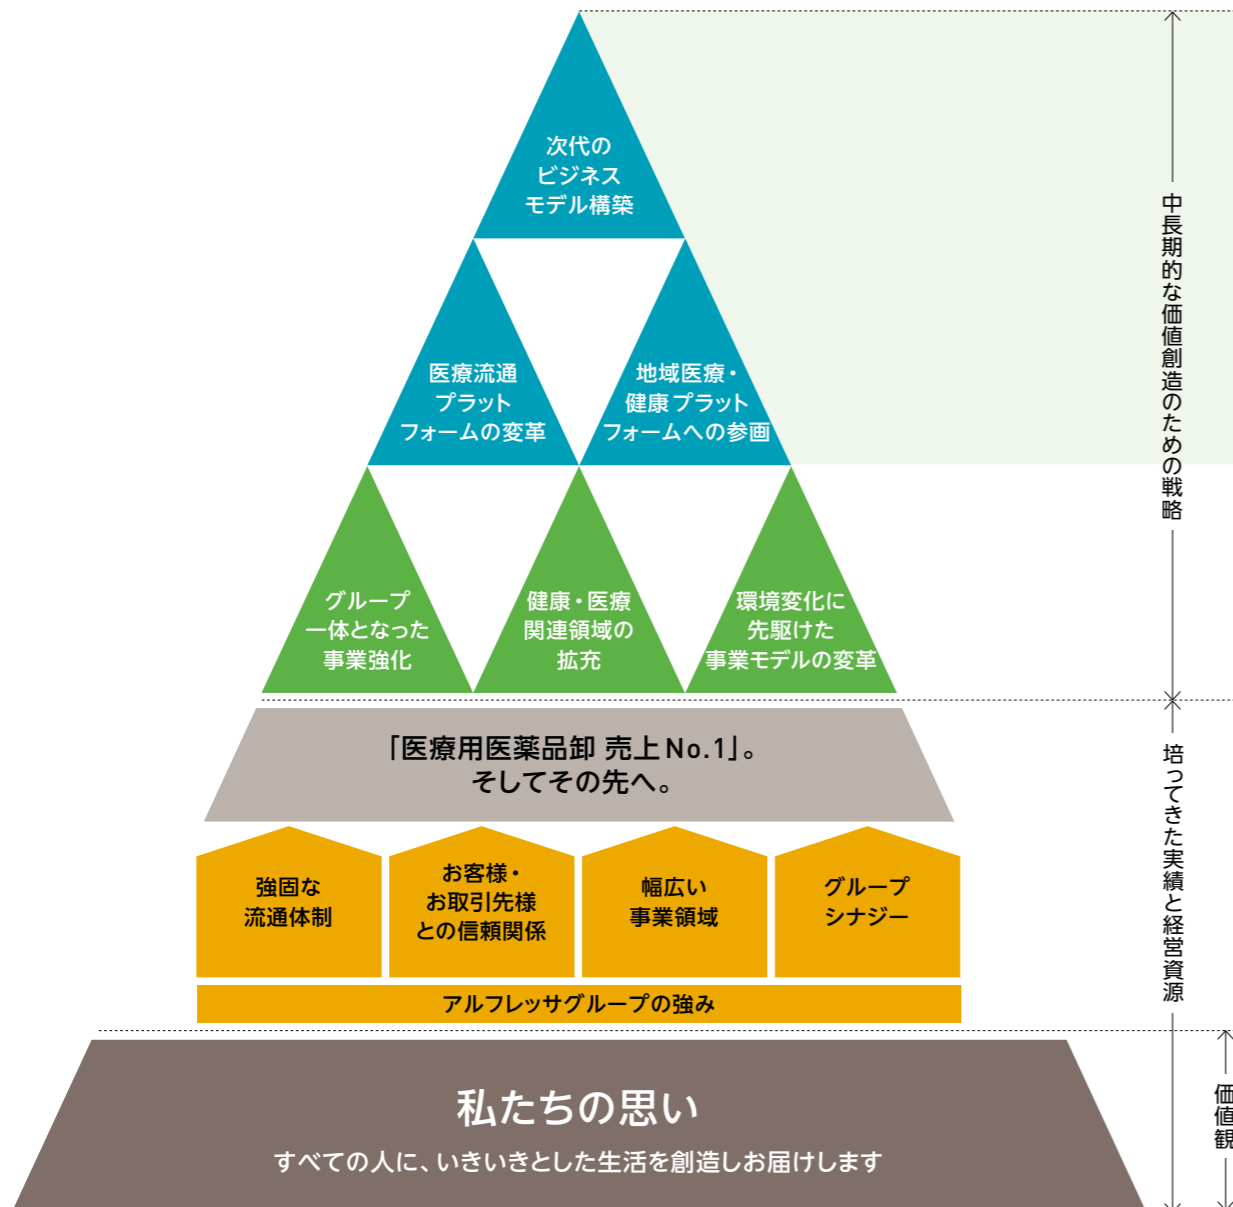 次代の
ビジネス
モデル構築
医療流通
プラット
フォームの変革
地域医療・
健康プラット
フォームへの参画
グループ
一体となった
事業強化
健康・医療
関連領域の
拡充
環境変化に
先駆けた
事業モデルの変革
「医療用医薬品卸 売上No.1」。
そしてその先へ。
強固な
流通体制
お客様・
お取引先様
との信頼関係
幅広い
事業領域
グループ
シナジー
アルフレッサグループの強み
私たちの思い
すべての人に、いきいきとした生活を創造しお届けします
中長期的な価値創造のための戦略
培ってきた実績と経営資源
価値観